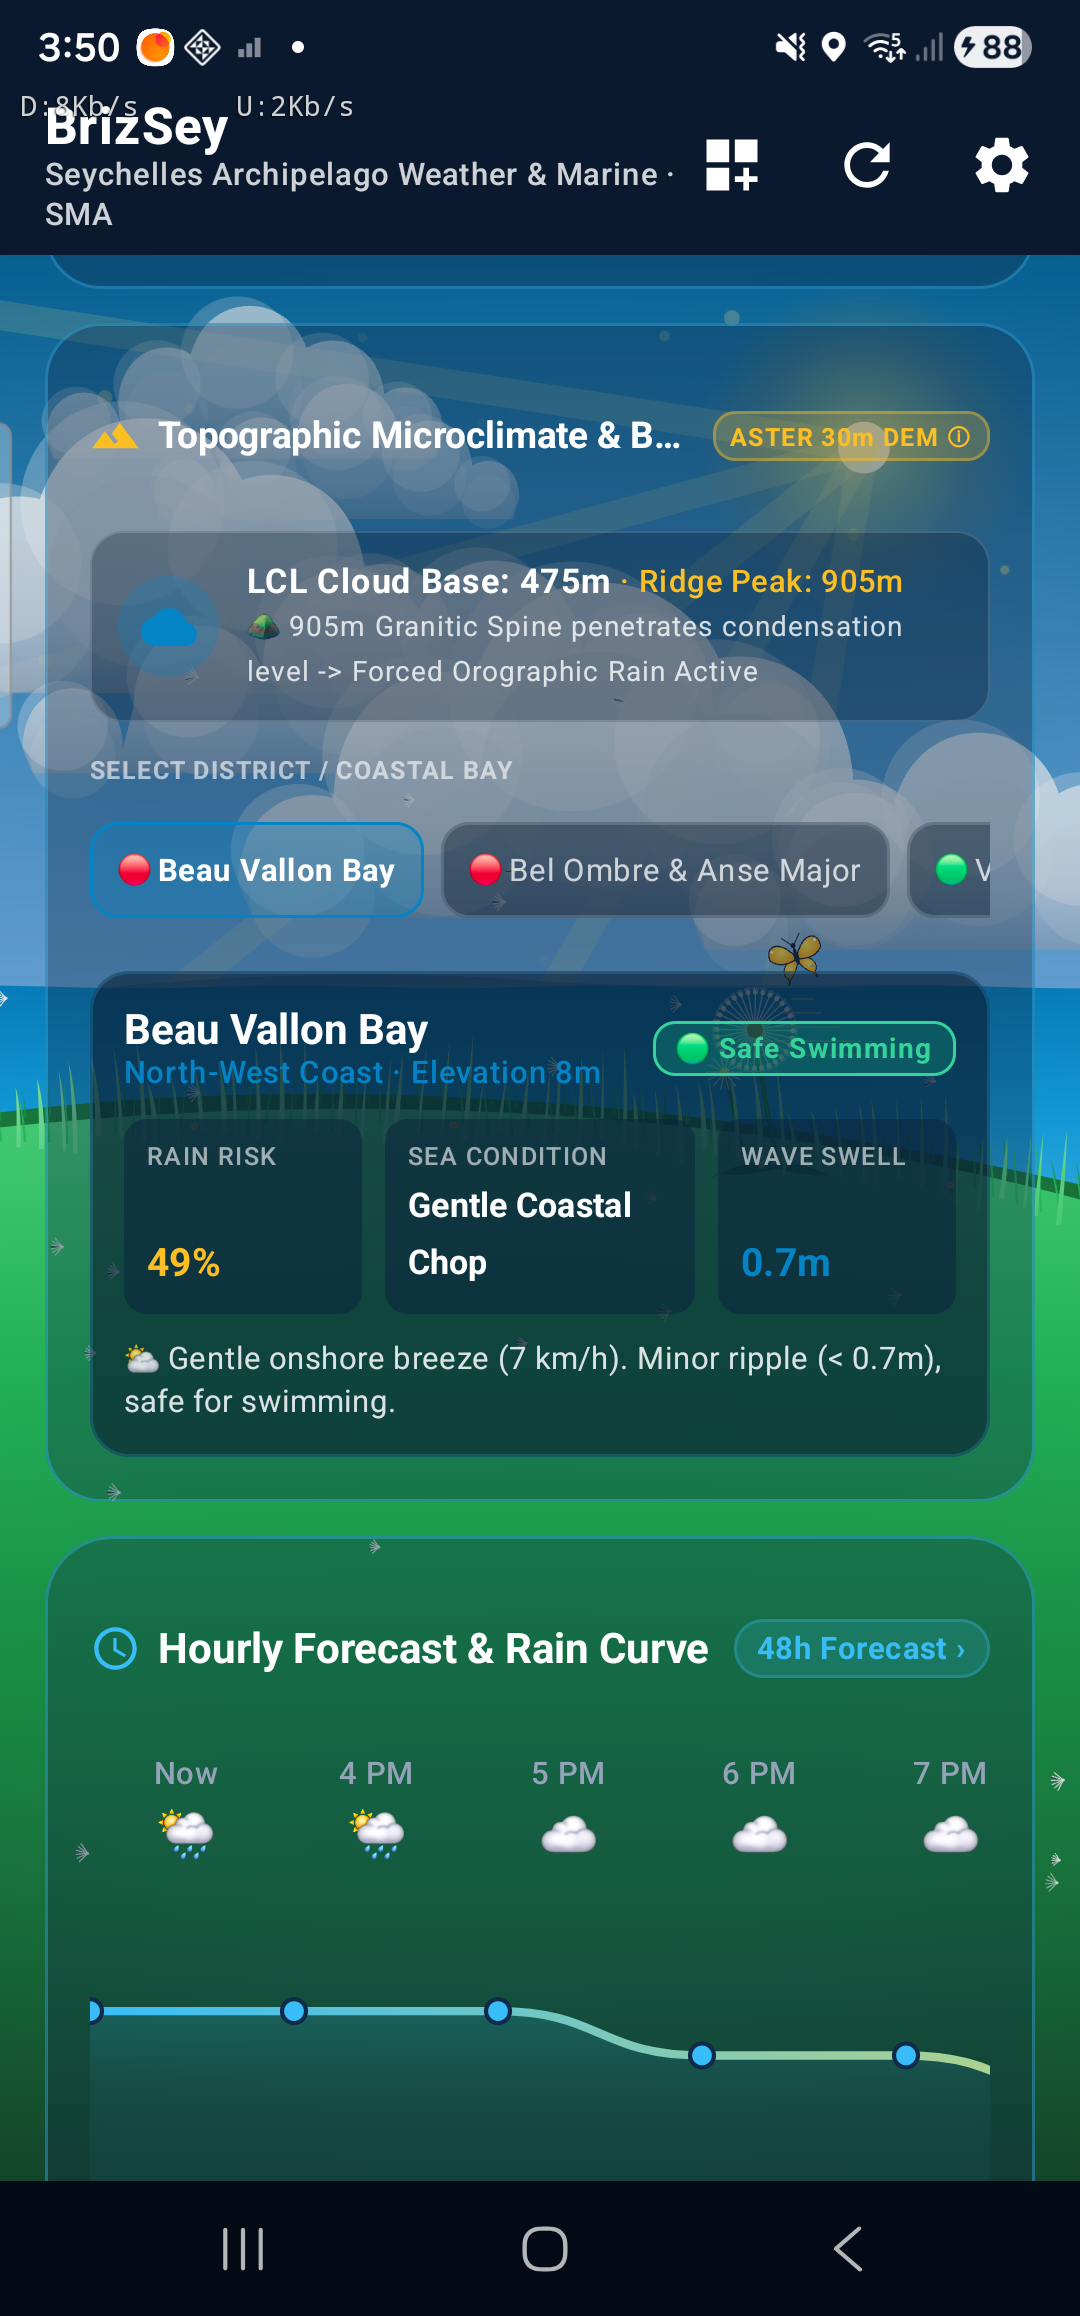 3:50
5
88
D:8Kb/s U:2Kb/s
BrizSey
Seychelles Archipelago Weather & Marine ·
SMA
Topographic Microclimate & B...
ASTER 30m DEM
LCL Cloud Base: 475m · Ridge Peak: 905m
905m Granitic Spine penetrates condensation
level -> Forced Orographic Rain Active
SELECT DISTRICT / COASTAL BAY
Beau Vallon Bay
Bel Ombre & Anse Major
Beau Vallon Bay
Safe Swimming
North-West Coast · Elevation 8m
RAIN RISK
SEA CONDITION
WAVE SWELL
Gentle Coastal
Chop
49%
0.7m
Gentle onshore breeze (7 km/h). Minor ripple (< 0.7m),
safe for swimming.
Hourly Forecast & Rain Curve
48h Forecast ›
Now 4 PM 5 PM 6 PM 7 PM